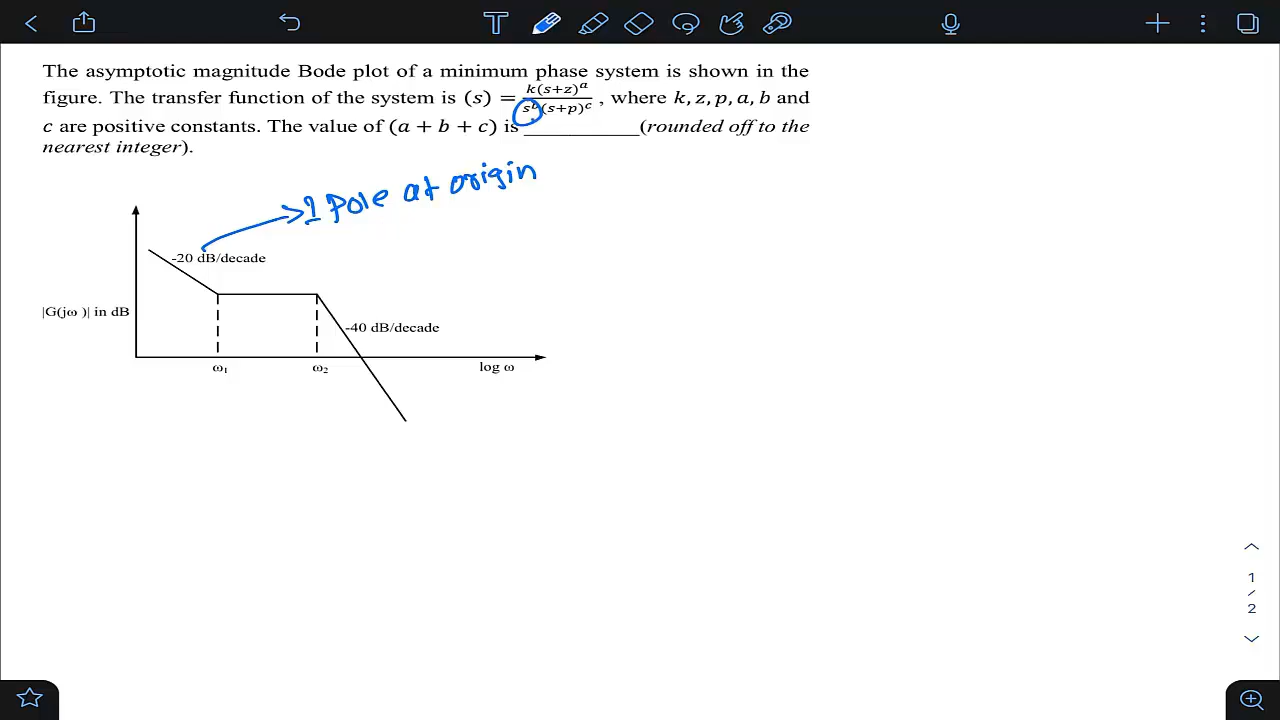 The asymptotic magnitude Bode plot of a minimum phase system is shown in the
figure. The transfer function of the system is (s) = k(s+z)^a / s^b(s+p)^c , where k, z, p, a, b and
c are positive constants. The value of (a + b + c) is __________(rounded off to the
nearest integer).
1 Pole at origin
-20 dB/decade
|G(jω )| in dB
-40 dB/decade
ω₁ ω₂ log ω
1
/
2